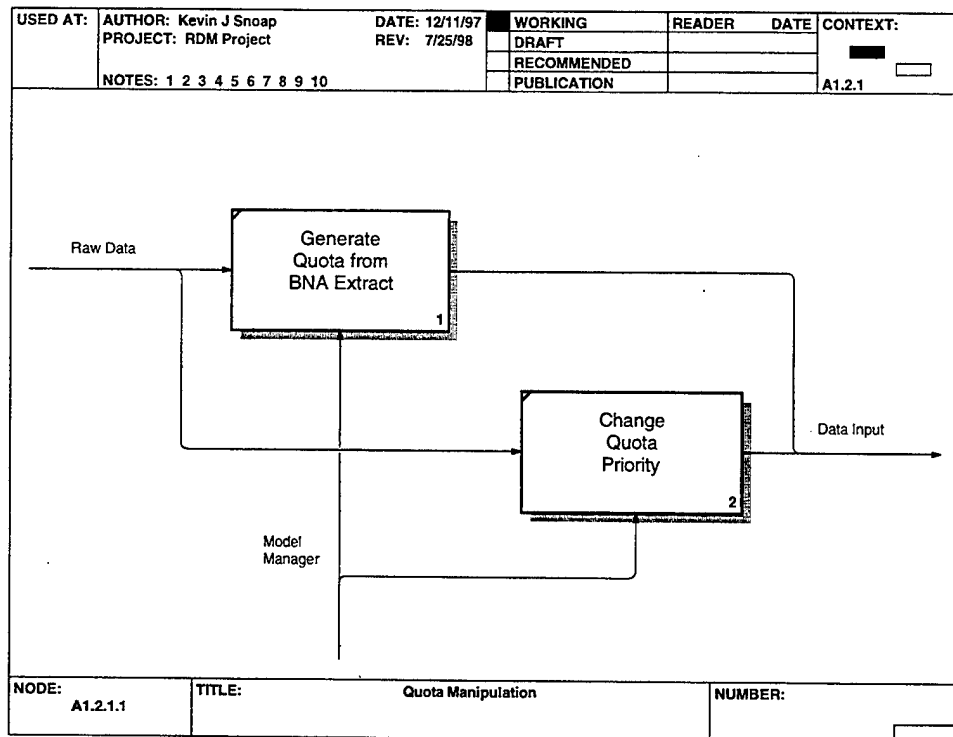 USED AT:
AUTHOR: Kevin J Snoap
DATE: 12/11/97
WORKING
READER
DATE
CONTEXT:
PROJECT: RDM Project
REV: 7/25/98
DRAFT
RECOMMENDED
NOTES: 1 2 3 4 5 6 7 8 9 10
PUBLICATION
A1.2.1
Raw Data
Generate
Quota from
BNA Extract
1
Change
Quota
Priority
2
Data Input
Model
Manager
NODE:
A1.2.1.1
TITLE:
Quota Manipulation
NUMBER: